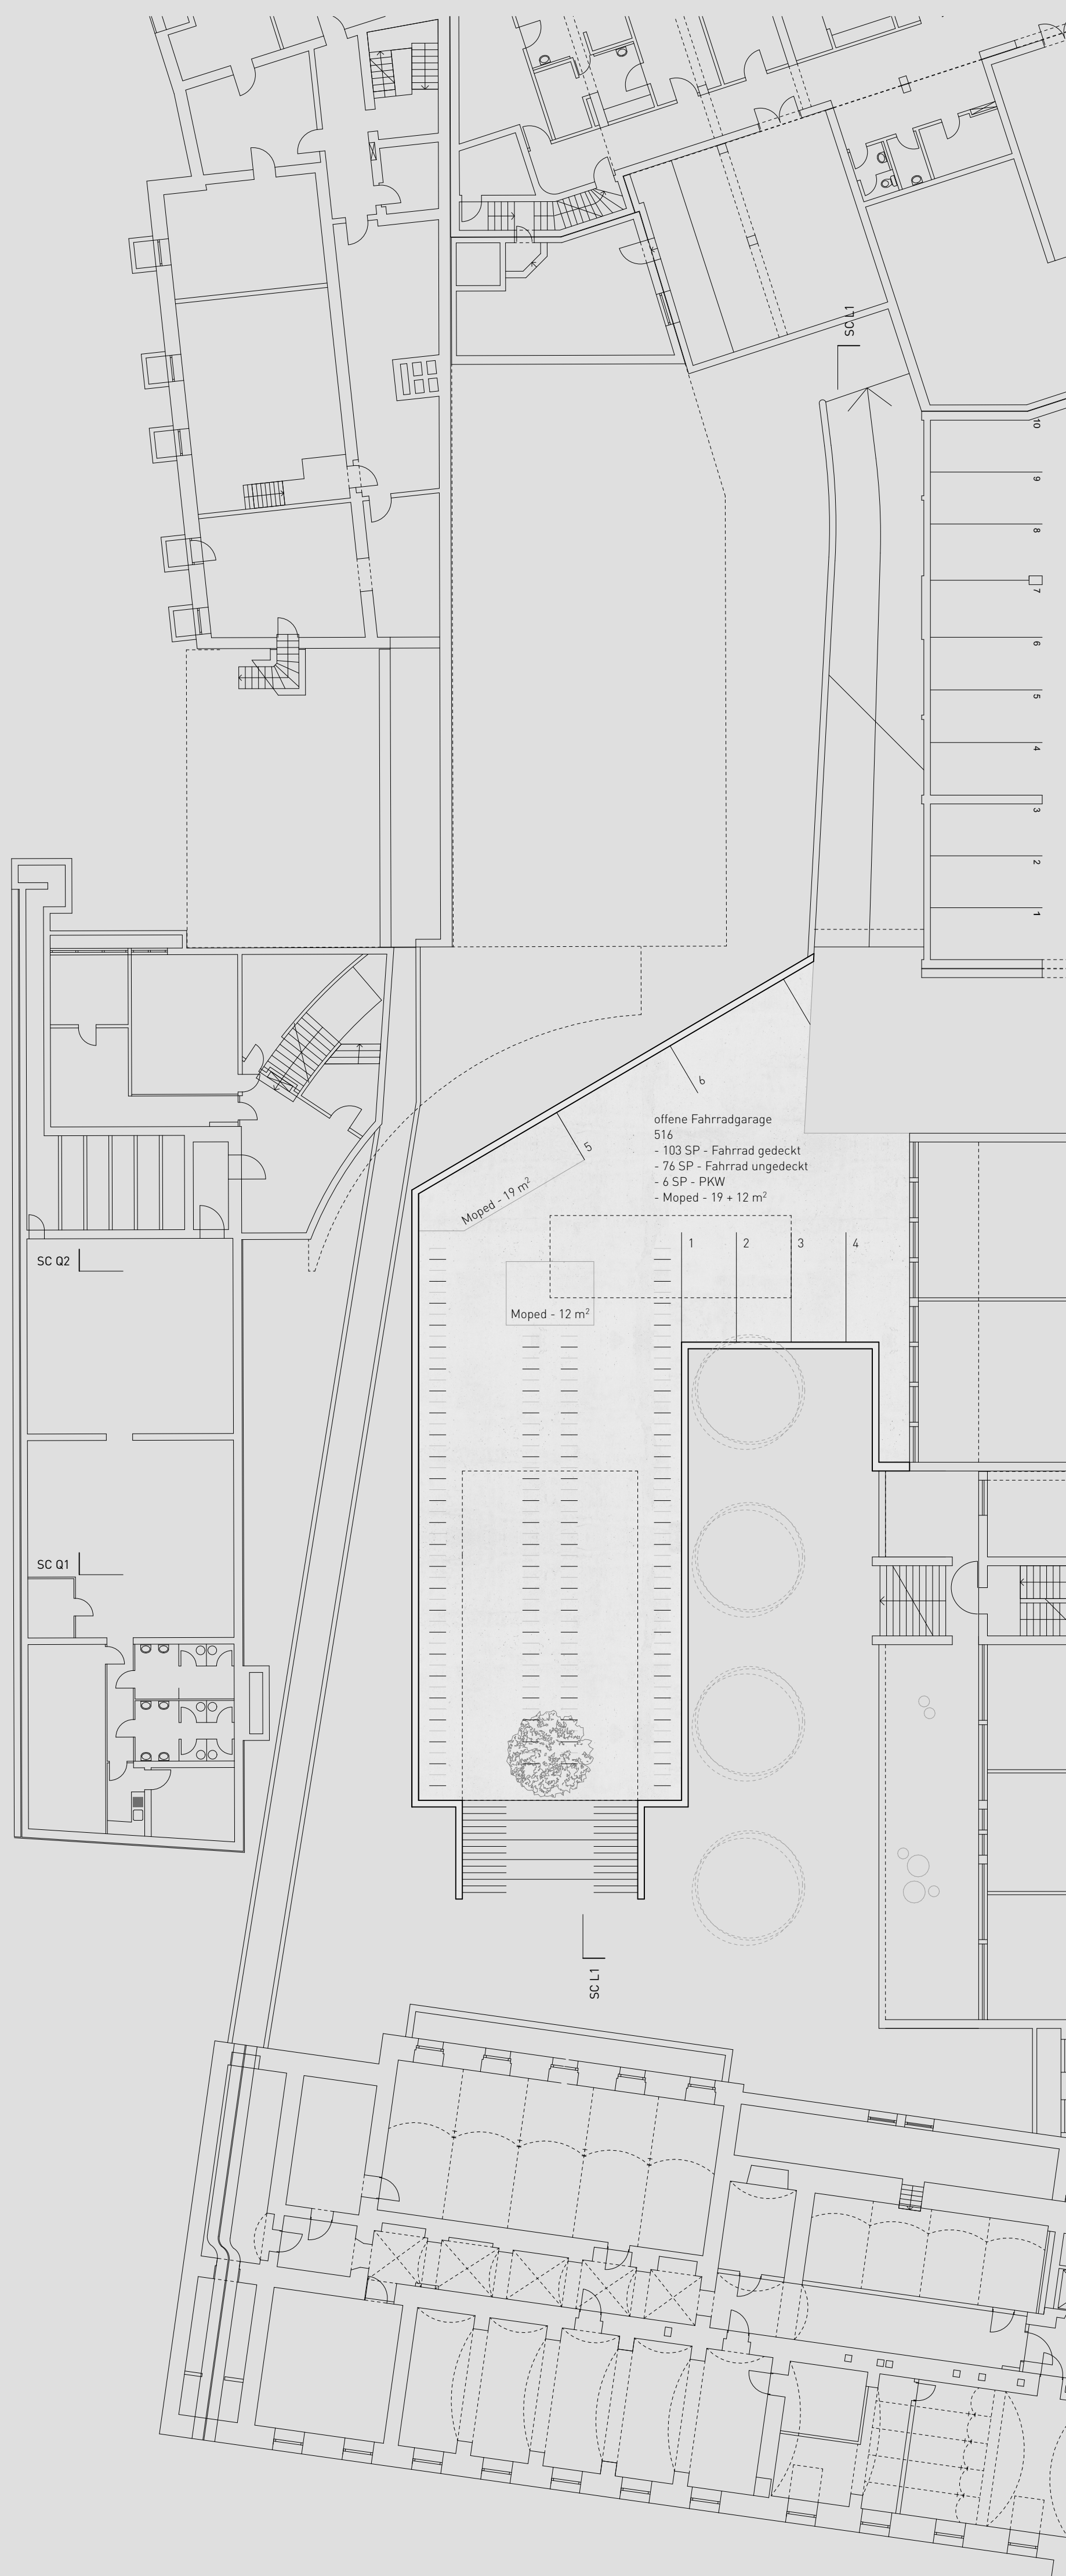 SC L1
10
9
8
7
6
5
4
3
2
1
6
5
offene Fahrradgarage
516
- 103 SP - Fahrrad gedeckt
- 76 SP - Fahrrad ungedeckt
- 6 SP - PKW
- Moped - 19 + 12 m²
Moped - 19 m²
1
2
3
4
SC Q2
Moped - 12 m²
SC Q1
SC L1